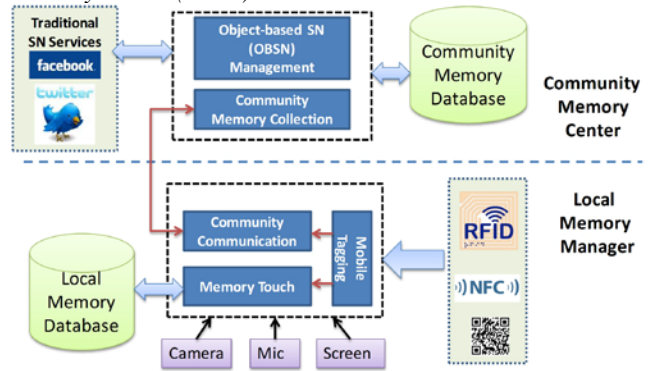 Traditional
SN Services
facebook
twitter
Object-based SN
(OBSN)
Management
Community
Memory Collection
Community
Memory
Database
Community
Memory
Center
Community
Communication
Memory Touch
Mobile
Tagging
Local
Memory
Database
Camera
Mic
Screen
RFID
NFC
Local
Memory
Manager